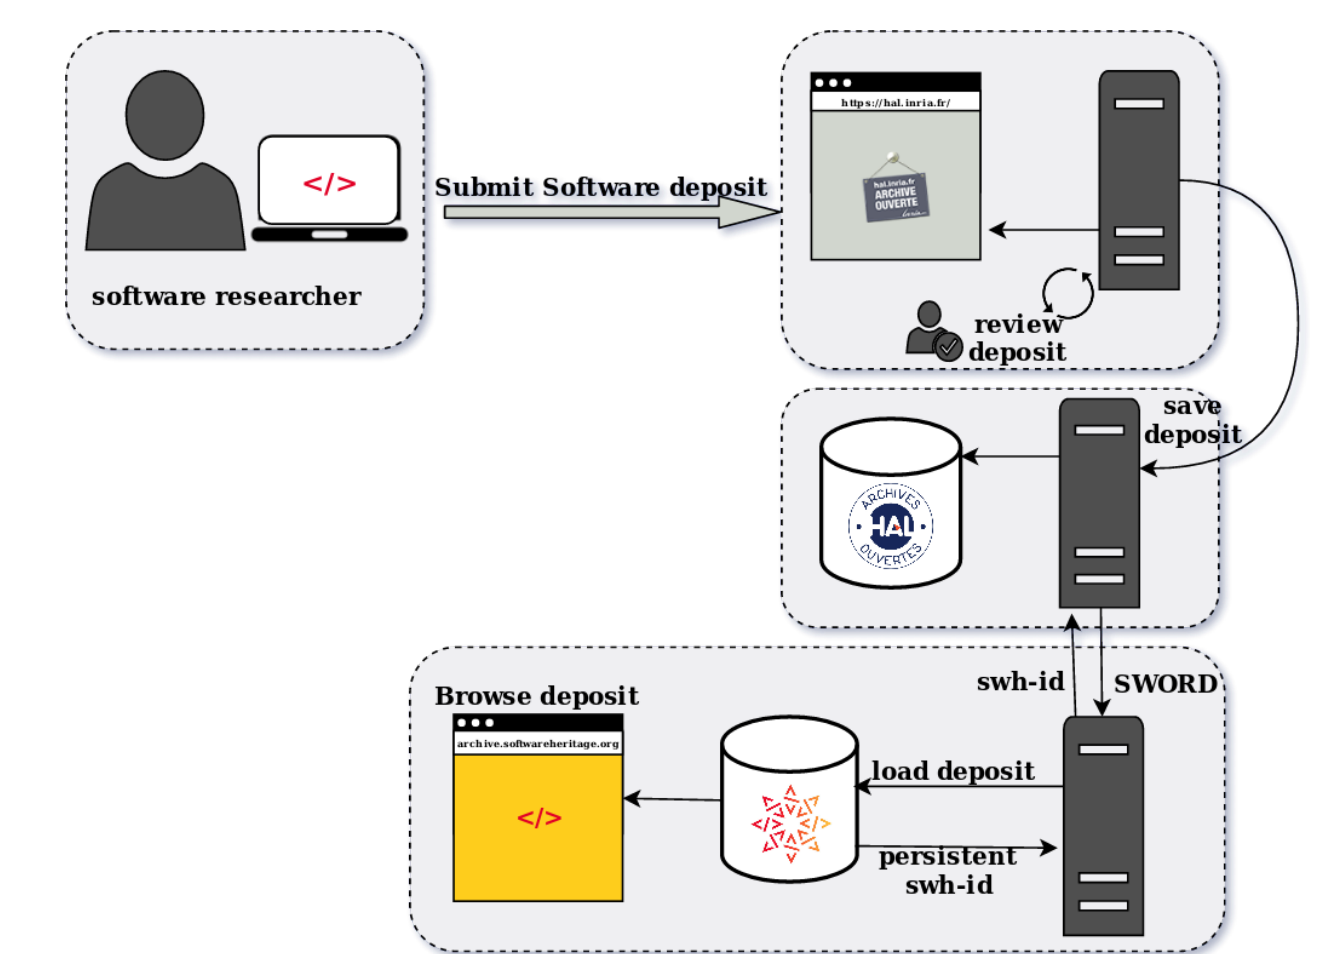 </>
software researcher
Submit Software deposit
https://hal.inria.fr/
hal.inria.fr
ARCHIVE
OUVERTE
Inria
review
deposit
save
deposit
ARCHIVES
HAL
OUVERTES
swh-id
SWORD
Browse deposit
archive.softwareheritage.org
</>
load deposit
persistent
swh-id